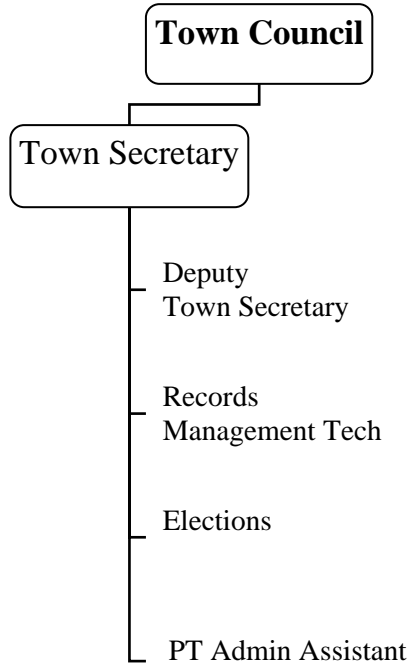 Town Council
Town Secretary
Deputy
Town Secretary
Records
Management Tech
Elections
PT Admin Assistant